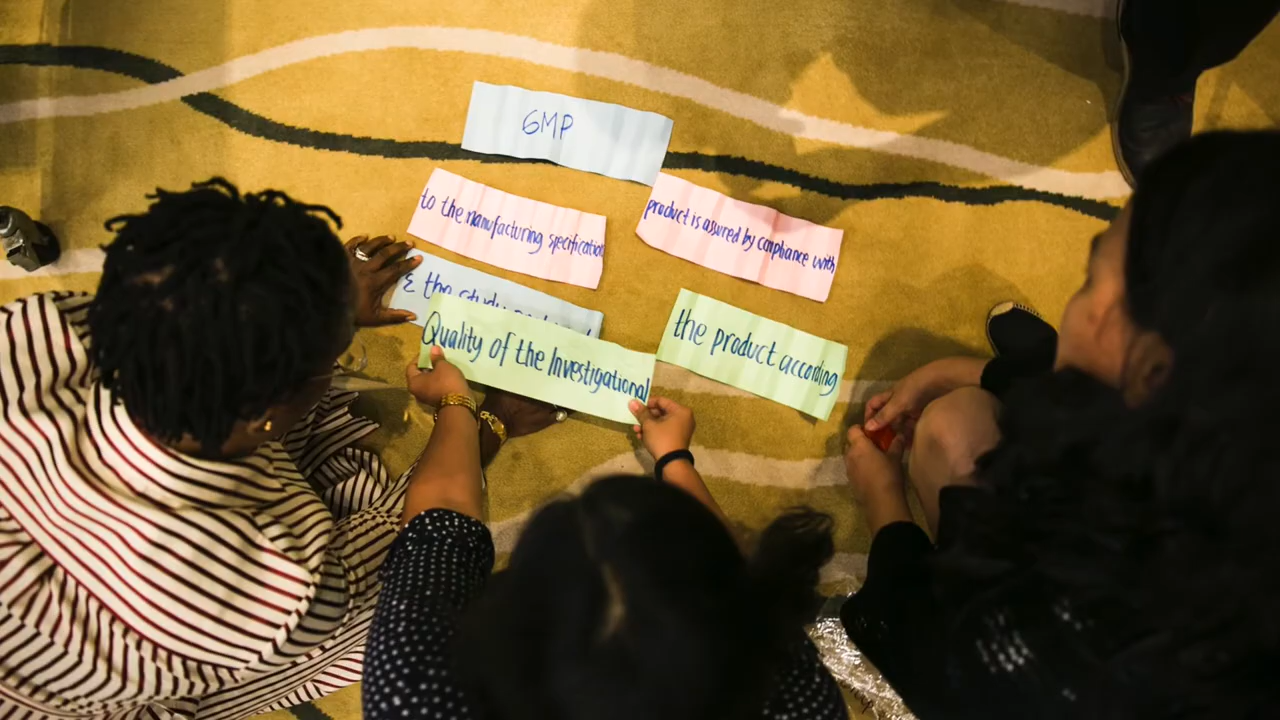 GMP
to the manufacturing specification
product is assured by compliance with
& the study
Quality of the Investigational
the product according